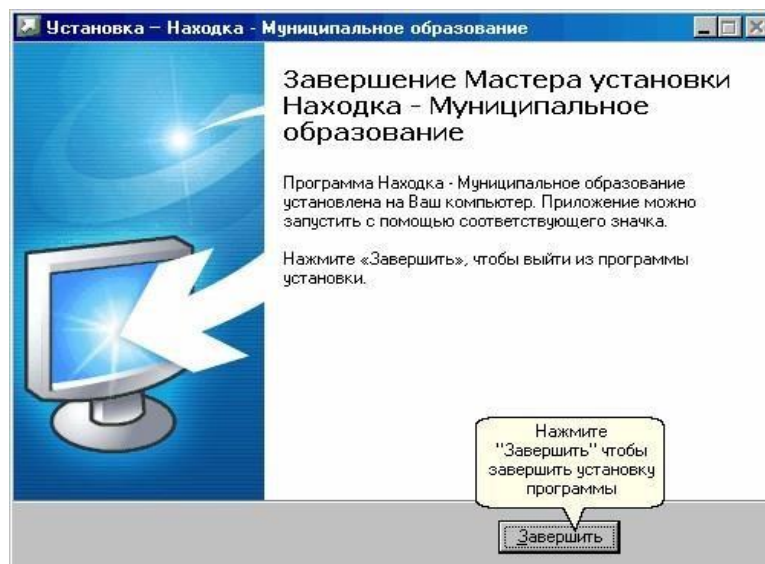 Установка – Находка - Муниципальное образование
Завершение Мастера установки
Находка - Муниципальное
образование
Программа Находка - Муниципальное образование
установлена на Ваш компьютер. Приложение можно
запустить с помощью соответствующего значка.
Нажмите «Завершить», чтобы выйти из программы
установки.
Нажмите
"Завершить" чтобы
завершить установку
программы
Завершить